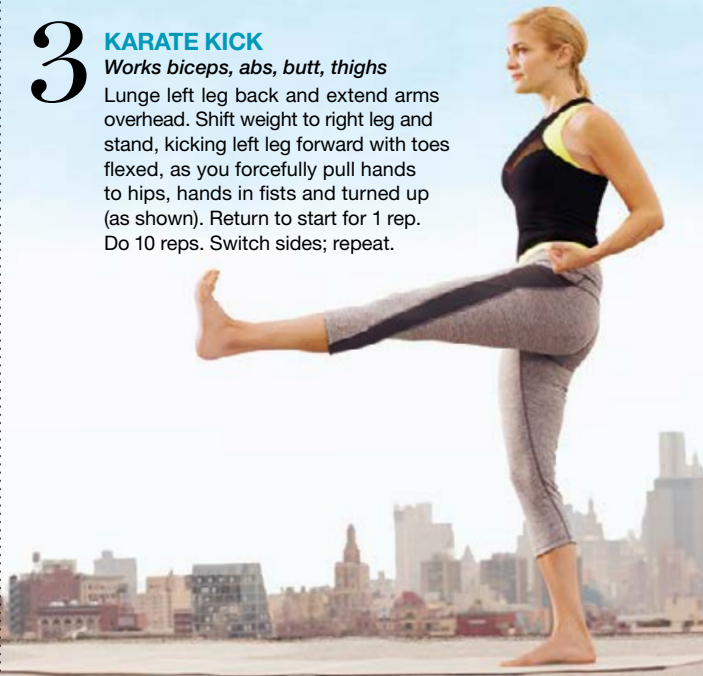 3
KARATE KICK
Works biceps, abs, butt, thighs
Lunge left leg back and extend arms
overhead. Shift weight to right leg and
stand, kicking left leg forward with toes
flexed, as you forcefully pull hands
to hips, hands in fists and turned up
(as shown). Return to start for 1 rep.
Do 10 reps. Switch sides; repeat.